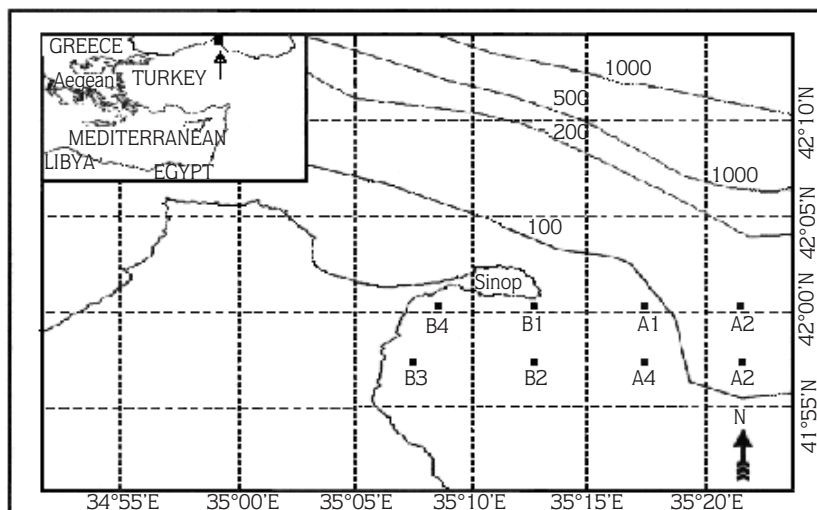 GREECE
Aegean
TURKEY
MEDITERRANEAN
LIBYA
EGYPT
1000
500
200
1000
100
Sinop
B4
B1
A1
A2
B3
B2
A4
A2
N
42°10'N
42°05'N
42°00'N
41°55'N
34°55'E
35°00'E
35°05'E
35°10'E
35°15'E
35°20'E